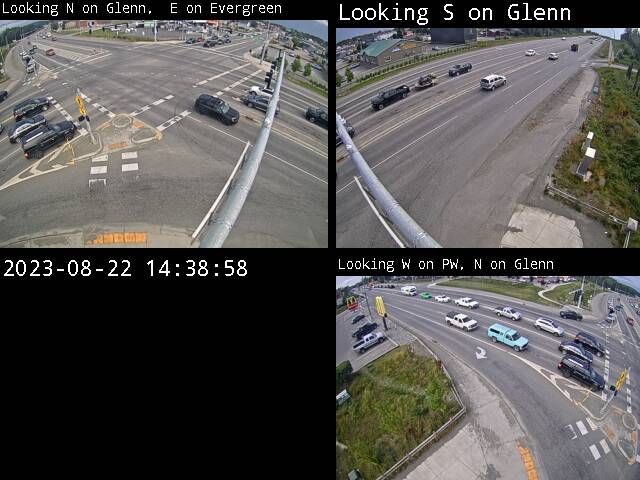 Looking N on Glenn,  E on Evergreen
Looking S on Glenn
2023-08-22 14:38:58
Looking W on PW, N on Glenn